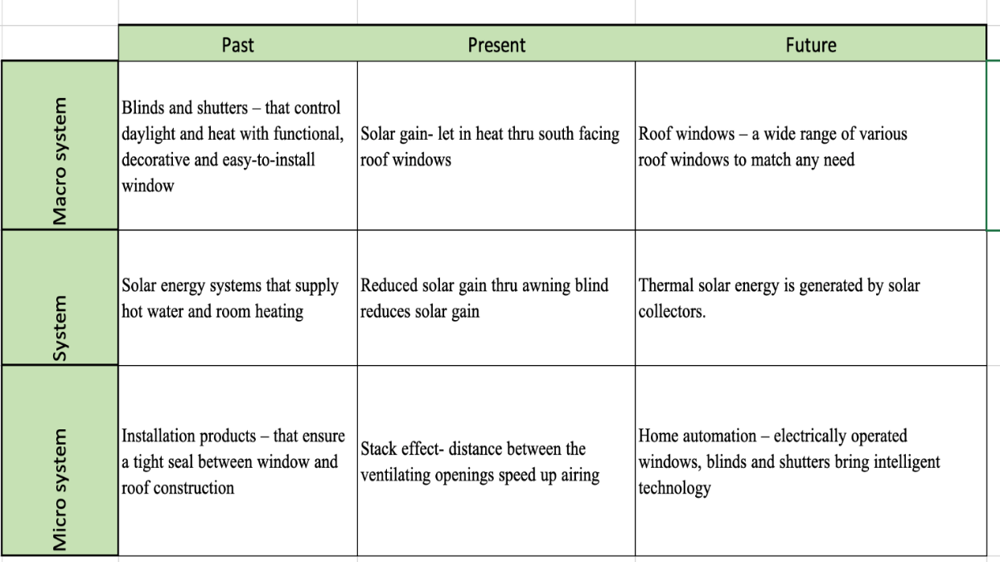 Past Present Future
Macro system
Blinds and shutters – that control
daylight and heat with functional,
decorative and easy-to-install
window
Solar gain- let in heat thru south facing
roof windows
Roof windows – a wide range of various
roof windows to match any need
System
Solar energy systems that supply
hot water and room heating
Reduced solar gain thru awning blind
reduces solar gain
Thermal solar energy is generated by solar
collectors.
Micro system
Installation products – that ensure
a tight seal between window and
roof construction
Stack effect- distance between the
ventilating openings speed up airing
Home automation – electrically operated
windows, blinds and shutters bring intelligent
technology